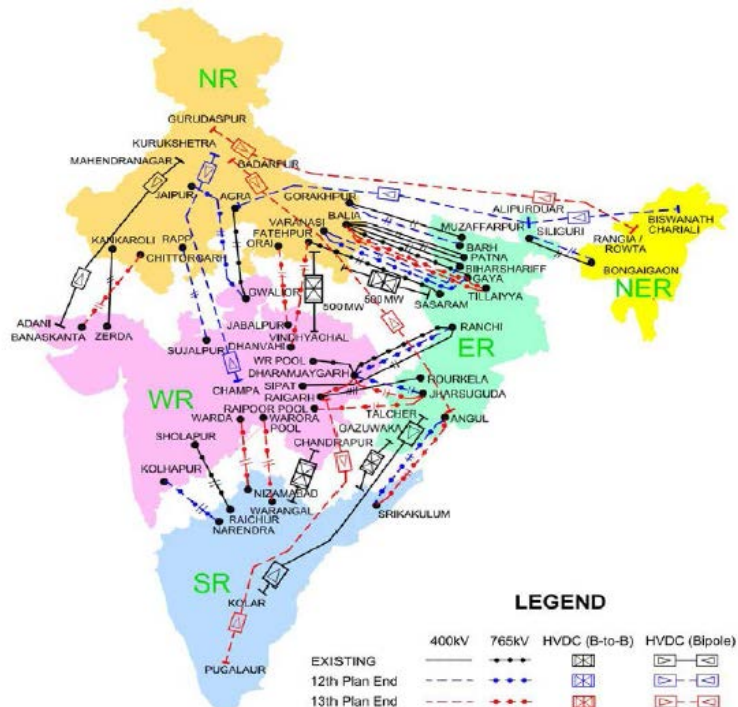 NR
GURUDASPUR
KURUKSHETRA
MAHENDRANAGAR
BADARPUR
JAIPUR
AGRA
GORAKHPUR
ALIPURDUAR
BALIA
MUZAFFARPUR
SILIGURI
BISWANATH
CHARIALI
VARANASI
FATEHPUR
BARH
RANGIA /
ROWTA
KANKAROLI
RAPP
ORAI
PATNA
CHITTORGARH
BIHARSHARIFF
BONGAIGAON
GAYA
NER
GWALIOR
500 MW
500 MW
TILLAIYYA
SASARAM
ADANI
BANASKANTA
ZERDA
JABALPUR
DHANVAHI
VINDHYACHAL
SUJALPUR
RANCHI
ER
WR POOL
DHARAMJAYGARH
CHAMPA
SIPAT
ROURKELA
WR
RAIGARH
JHARSUGUDA
RAIPOOR POOL
WARDA
WARORA
POOL
TALCHER
ANGUL
SHOLAPUR
GAZUWAKA
CHANDRAPUR
KOLHAPUR
NIZAMABAD
WARANGAL
SRIKAKULUM
RAICHUR
NARENDRA
SR
KOLAR
PUGALAUR
LEGEND
400kV 765kV HVDC (B-to-B) HVDC (Bipole)
EXISTING
12th Plan End
13th Plan End